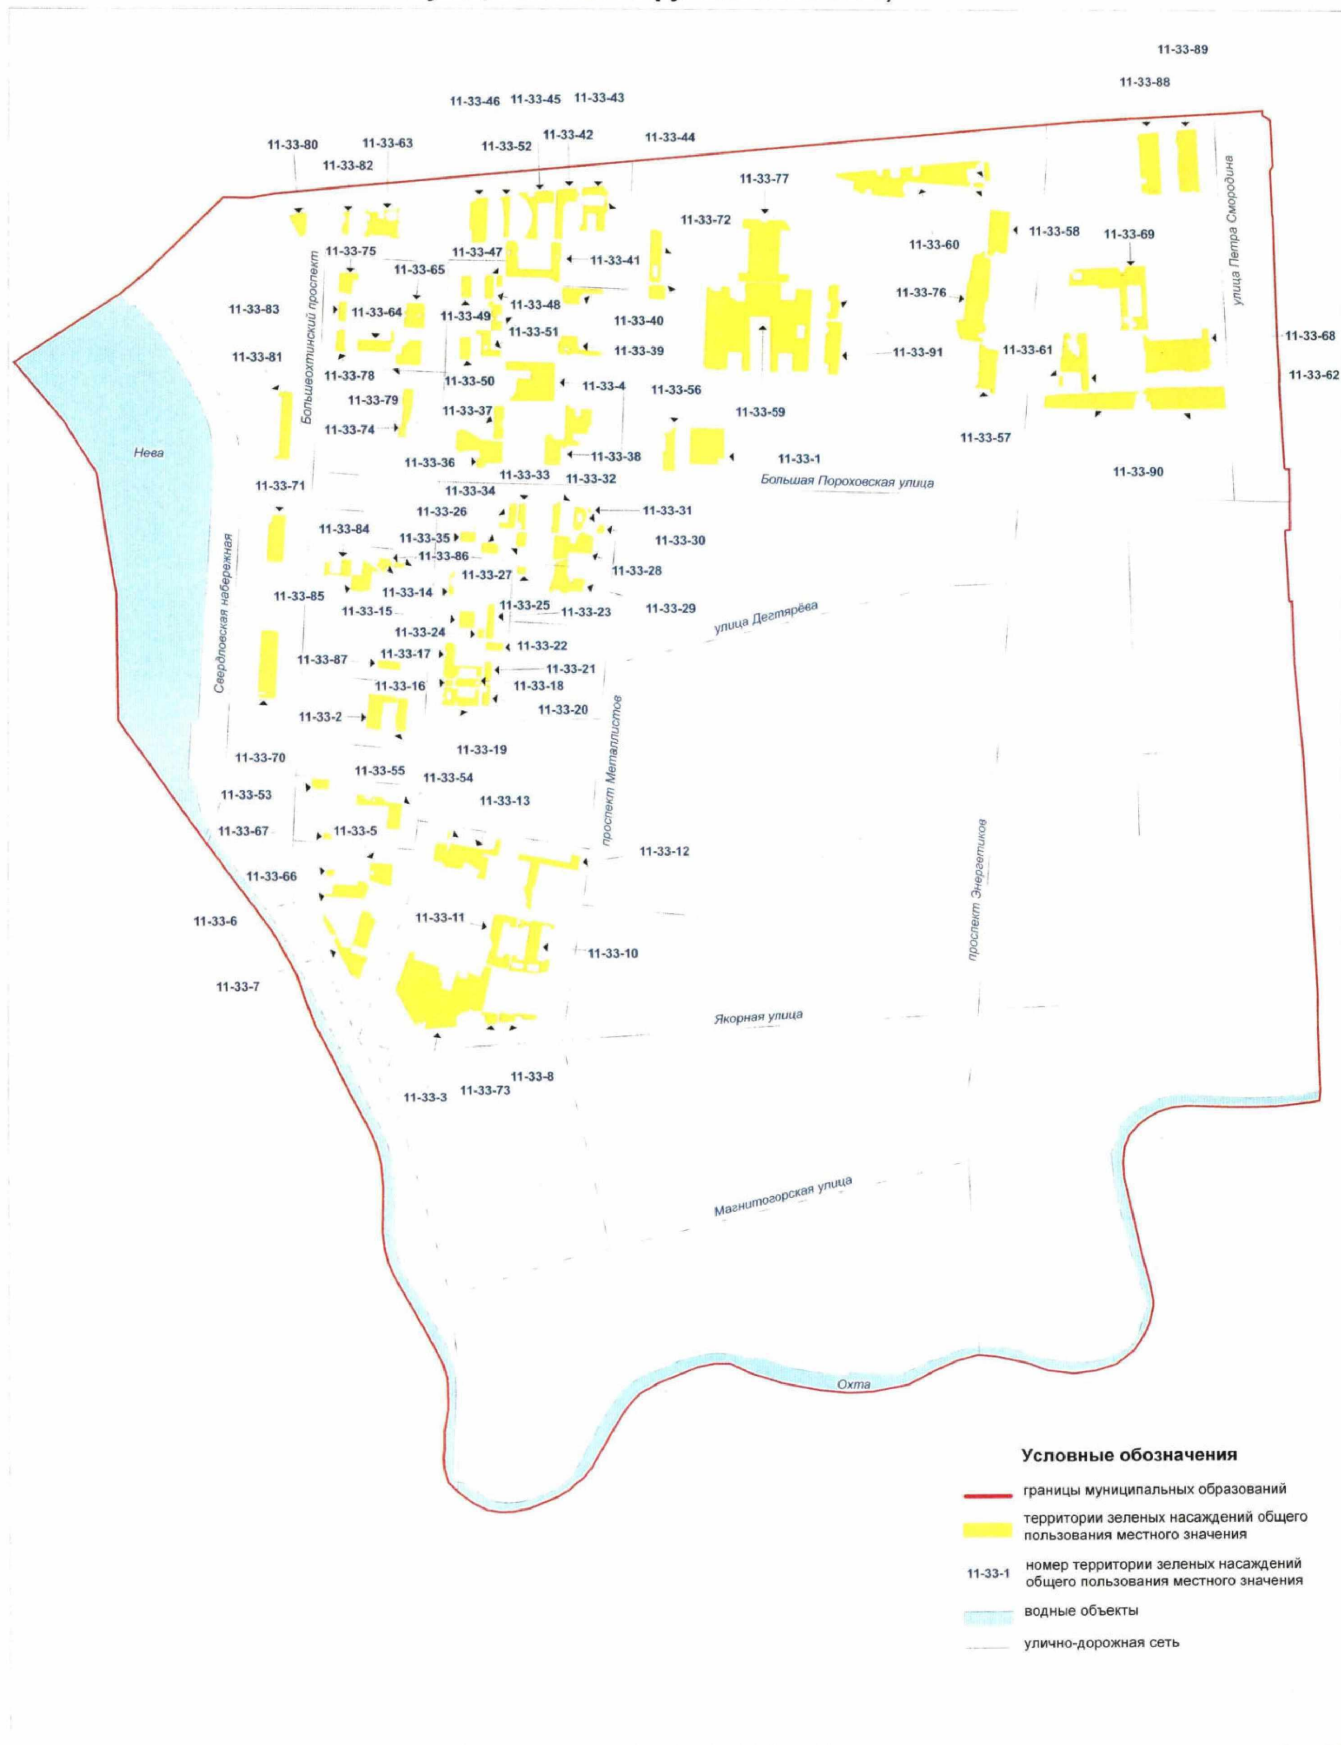 11-33-89
11-33-88
11-33-46 11-33-45 11-33-43
11-33-80 11-33-63 11-33-52 11-33-42 11-33-44
11-33-82
11-33-77
11-33-72
11-33-75 11-33-47 11-33-41 11-33-60 11-33-58 11-33-69
11-33-65
улица Петра Смородина
Большеохтинский проспект
11-33-83 11-33-64 11-33-49 11-33-48 11-33-40 11-33-76
11-33-51
11-33-81 11-33-39 11-33-91 11-33-61 11-33-68
11-33-78 11-33-50 11-33-4 11-33-56 11-33-62
11-33-79 11-33-37 11-33-59
11-33-74
11-33-57
Нева
11-33-36 11-33-38 11-33-1
11-33-33 11-33-32 11-33-90
11-33-71 11-33-34 Большая Пороховская улица
11-33-26 11-33-31
11-33-84 11-33-35 11-33-30
11-33-86
11-33-27 11-33-28
Свердловская набережная
11-33-85 11-33-14
11-33-15 11-33-25 11-33-23 11-33-29
улица Дегтярёва
11-33-24
11-33-87 11-33-17 11-33-22
11-33-21
11-33-16 11-33-18
11-33-2 11-33-20
проспект Металлистов
11-33-70 11-33-19
11-33-55 11-33-54
11-33-53 11-33-13
11-33-67 11-33-5
11-33-12
11-33-66
проспект Энергетиков
11-33-6 11-33-11
11-33-10
11-33-7
Якорная улица
11-33-8
11-33-3 11-33-73
Магнитогорская улица
Охта
Условные обозначения
границы муниципальных образований
территории зеленых насаждений общего
пользования местного значения
11-33-1 номер территории зеленых насаждений
общего пользования местного значения
водные объекты
улично-дорожная сеть